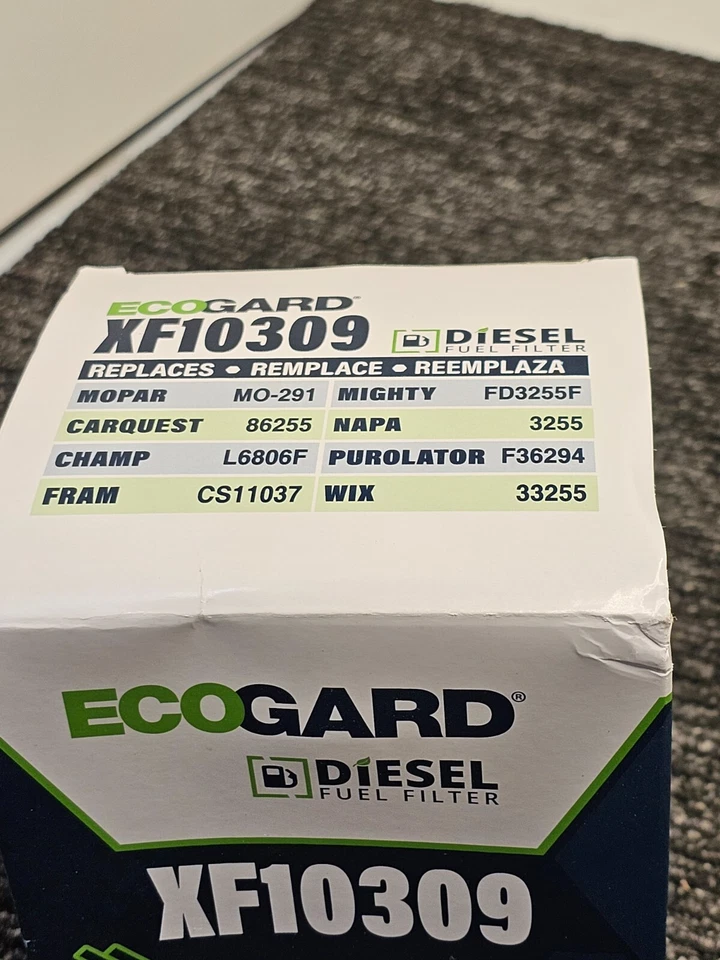 ECOGARD®
XF10309 DIESEL
FUEL FILTER
REPLACES • REMPLACE • REEMPLAZA
MOPAR MO-291 MIGHTY FD3255F
CARQUEST 86255 NAPA 3255
CHAMP L6806F PUROLATOR F36294
FRAM CS11037 WIX 33255
ECOGARD®
DIESEL
FUEL FILTER
XF10309